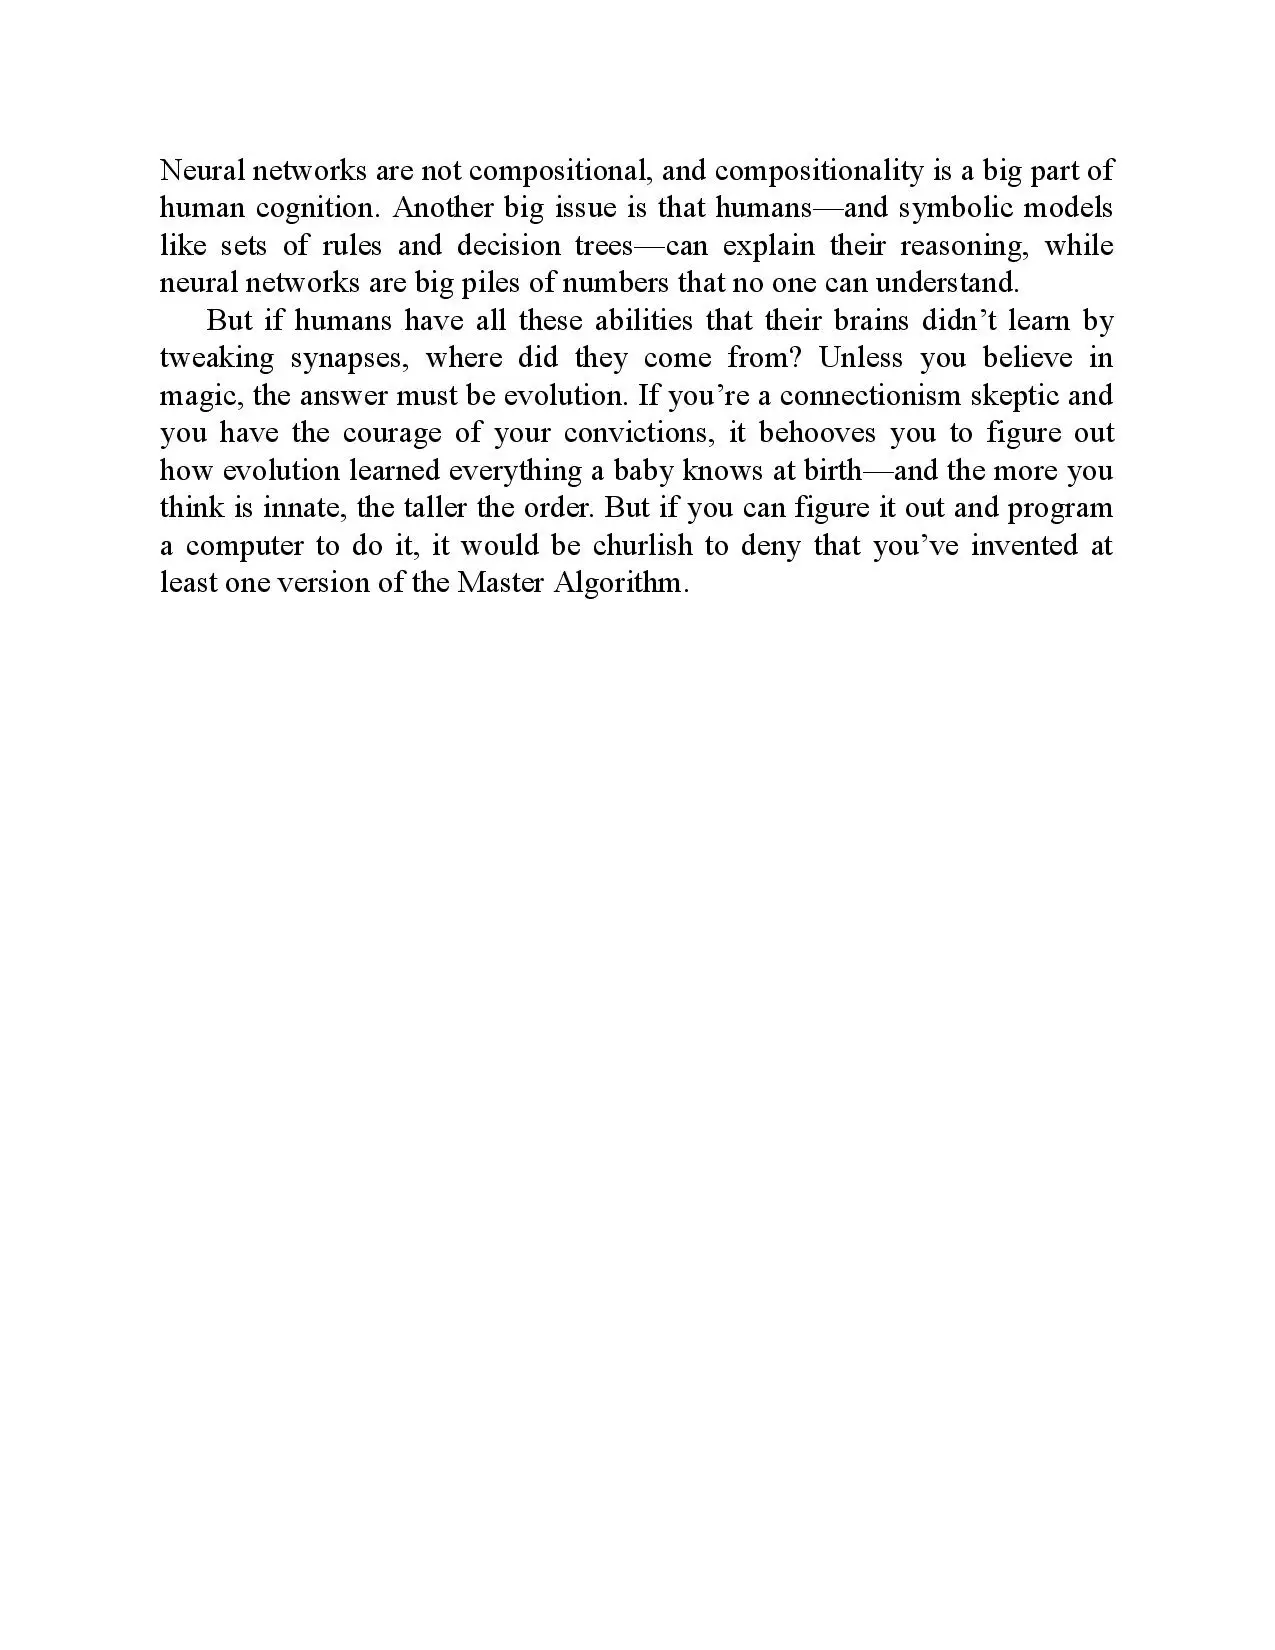 Neural networks are not compositional, and compositionality is a big part of
human cognition. Another big issue is that humans—and symbolic models
like sets of rules and decision trees—can explain their reasoning, while
neural networks are big piles of numbers that no one can understand.
But if humans have all these abilities that their brains didn’t learn by
tweaking synapses, where did they come from? Unless you believe in
magic, the answer must be evolution. If you’re a connectionism skeptic and
you have the courage of your convictions, it behooves you to figure out
how evolution learned everything a baby knows at birth—and the more you
think is innate, the taller the order. But if you can figure it out and program
a computer to do it, it would be churlish to deny that you’ve invented at
least one version of the Master Algorithm.